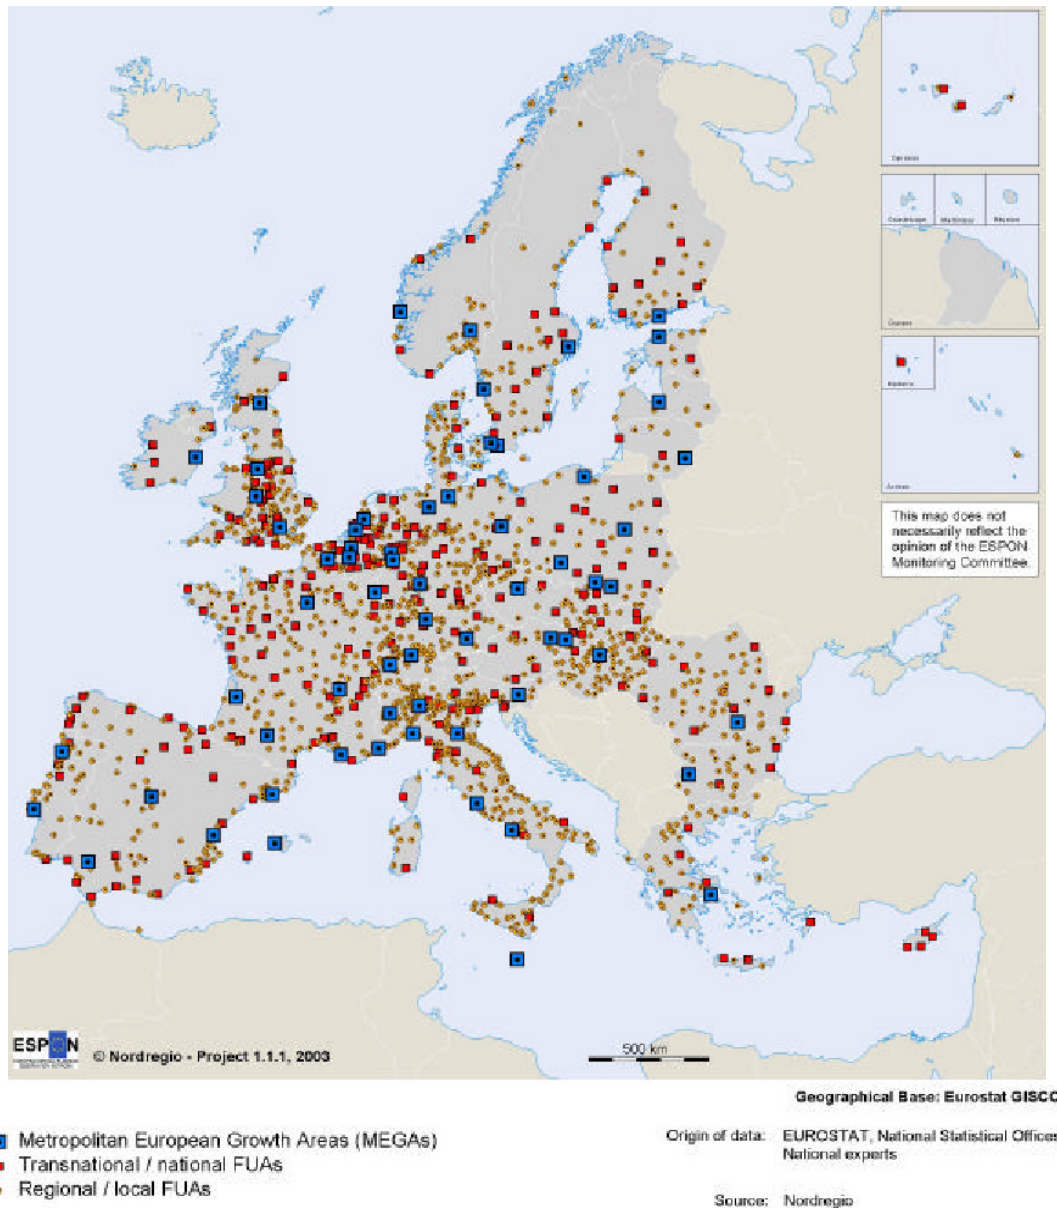 Canarias
Guadeloupe
Martinique
Réunion
Guyane
Madeira
Acores
This map does not
necessarily reflect the
opinion of the ESPON
Monitoring Committee.
ESPON
© Nordregio - Project 1.1.1, 2003
500 km
Geographical Base: Eurostat GISCO
Origin of data: EUROSTAT, National Statistical Offices
National experts
Source: Nordregio
Metropolitan European Growth Areas (MEGAs)
Transnational / national FUAs
Regional / local FUAs